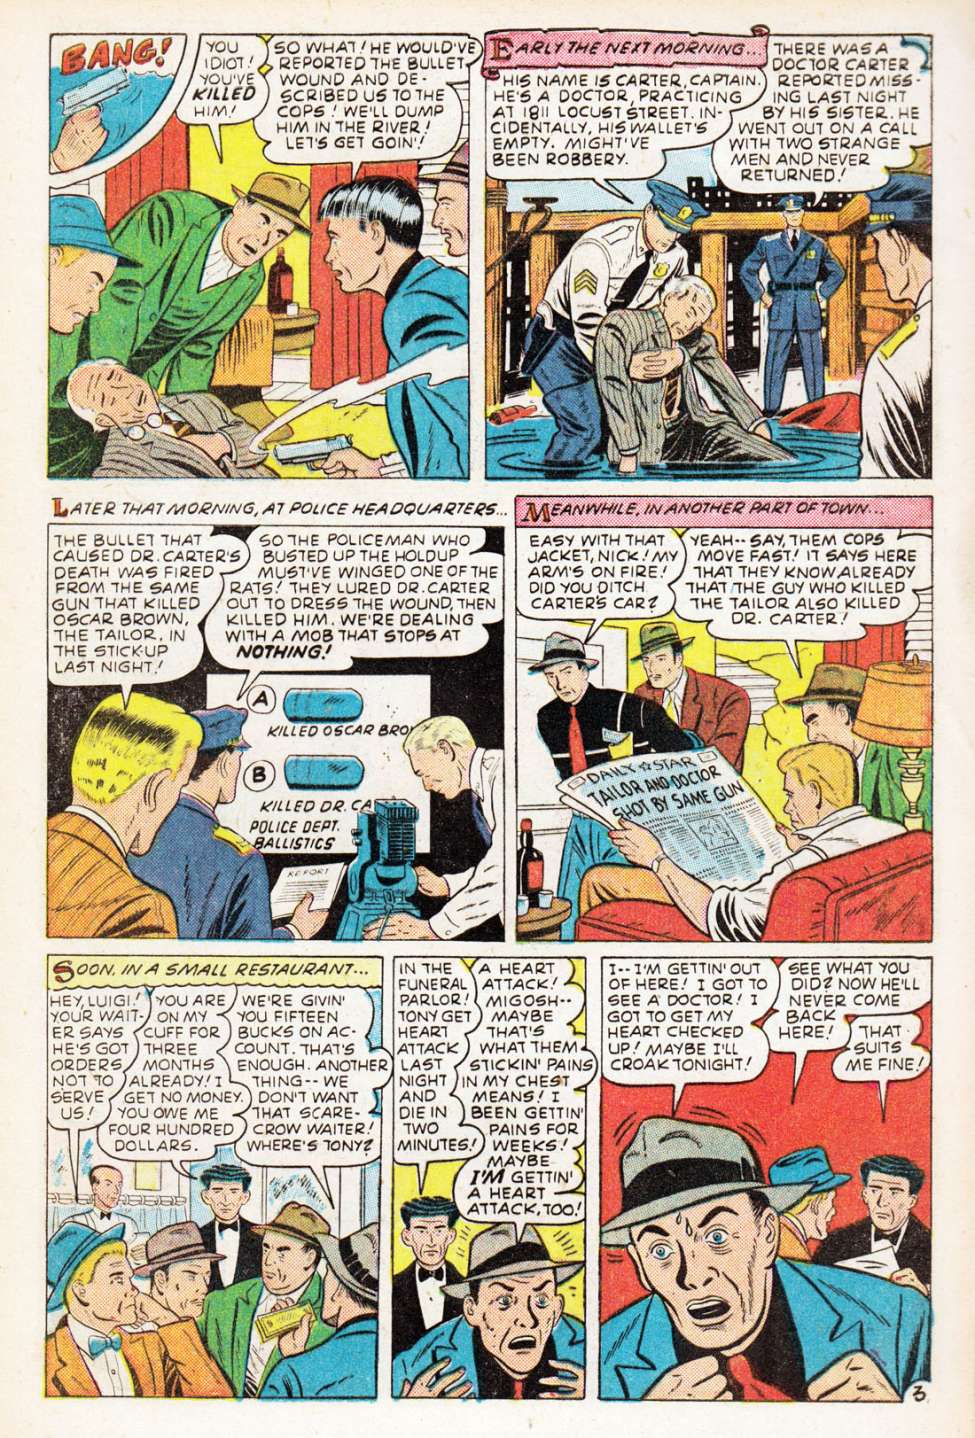 BANG!
YOU
IDIOT!
YOU'VE
KILLED
HIM!
SO WHAT! HE WOULD'VE
REPORTED THE BULLET
WOUND AND DE-
SCRIBED US TO THE
COPS! WE'LL DUMP
HIM IN THE RIVER!
LET'S GET GOIN'!
EARLY THE NEXT MORNING...
HIS NAME IS CARTER, CAPTAIN.
HE'S A DOCTOR, PRACTICING
AT 1811 LOCUST STREET. IN-
CIDENTALLY, HIS WALLET'S
EMPTY. MIGHT'VE
BEEN ROBBERY.
THERE WAS A
DOCTOR CARTER
REPORTED MISS-
ING LAST NIGHT
BY HIS SISTER. HE
WENT OUT ON A CALL
WITH TWO STRANGE
MEN AND NEVER
RETURNED!
LATER THAT MORNING, AT POLICE HEADQUARTERS...
THE BULLET THAT
CAUSED DR. CARTER'S
DEATH WAS FIRED
FROM THE SAME
GUN THAT KILLED
OSCAR BROWN,
THE TAILOR, IN
THE STICK-UP
LAST NIGHT!
SO THE POLICEMAN WHO
BUSTED UP THE HOLDUP
MUST'VE WINGED ONE OF THE
RATS! THEY LURED DR. CARTER
OUT TO DRESS THE WOUND, THEN
KILLED HIM. WE'RE DEALING
WITH A MOB THAT STOPS AT
NOTHING!
A
KILLED OSCAR BRO
B
KILLED DR. CA
POLICE DEPT.
BALLISTICS
REPORT
MEANWHILE, IN ANOTHER PART OF TOWN...
EASY WITH THAT
JACKET, NICK! MY
ARM'S ON FIRE!
DID YOU DITCH
CARTER'S CAR?
YEAH-- SAY, THEM COPS
MOVE FAST! IT SAYS HERE
THAT THEY KNOW ALREADY
THAT THE GUY WHO KILLED
THE TAILOR ALSO KILLED
DR. CARTER!
DAILY STAR
TAILOR AND DOCTOR
SHOT BY SAME GUN
SOON, IN A SMALL RESTAURANT...
HEY, LUIGI!
YOUR WAIT-
ER SAYS
HE'S GOT
ORDERS
NOT TO
SERVE
US!
YOU ARE
ON MY
CUFF FOR
THREE
MONTHS
ALREADY! I
GET NO MONEY.
YOU OWE ME
FOUR HUNDRED
DOLLARS.
WE'RE GIVIN'
YOU FIFTEEN
BUCKS ON AC-
COUNT. THAT'S
ENOUGH. ANOTHER
THING-- WE
DON'T WANT
THAT SCARE-
CROW WAITER!
WHERE'S TONY?
IN THE
FUNERAL
PARLOR!
TONY GET
HEART
ATTACK
LAST
NIGHT
AND
DIE IN
TWO
MINUTES!
A HEART
ATTACK!
MIGOSH--
MAYBE
THAT'S
WHAT THEM
STICKIN' PAINS
IN MY CHEST
MEANS! I
BEEN GETTIN'
PAINS FOR
WEEKS!
MAYBE
I'M GETTIN'
A HEART
ATTACK, TOO!
I-- I'M GETTIN' OUT
OF HERE! I GOT TO
SEE A DOCTOR! I
GOT TO GET MY
HEART CHECKED
UP! MAYBE I'LL
CROAK TONIGHT!
SEE WHAT YOU
DID? NOW HE'LL
NEVER COME
BACK
HERE!
THAT
SUITS
ME FINE!
3